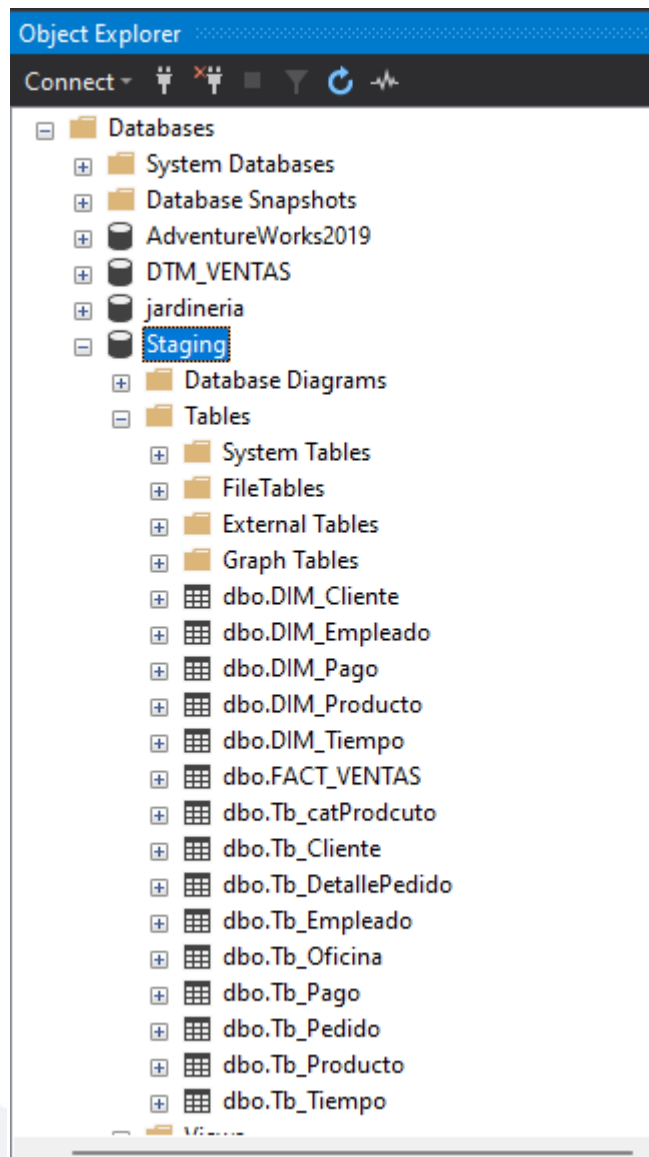 Object Explorer
Connect
Databases
System Databases
Database Snapshots
AdventureWorks2019
DTM_VENTAS
jardineria
Staging
Database Diagrams
Tables
System Tables
FileTables
External Tables
Graph Tables
dbo.DIM_Cliente
dbo.DIM_Empleado
dbo.DIM_Pago
dbo.DIM_Producto
dbo.DIM_Tiempo
dbo.FACT_VENTAS
dbo.Tb_catProdcuto
dbo.Tb_Cliente
dbo.Tb_DetallePedido
dbo.Tb_Empleado
dbo.Tb_Oficina
dbo.Tb_Pago
dbo.Tb_Pedido
dbo.Tb_Producto
dbo.Tb_Tiempo